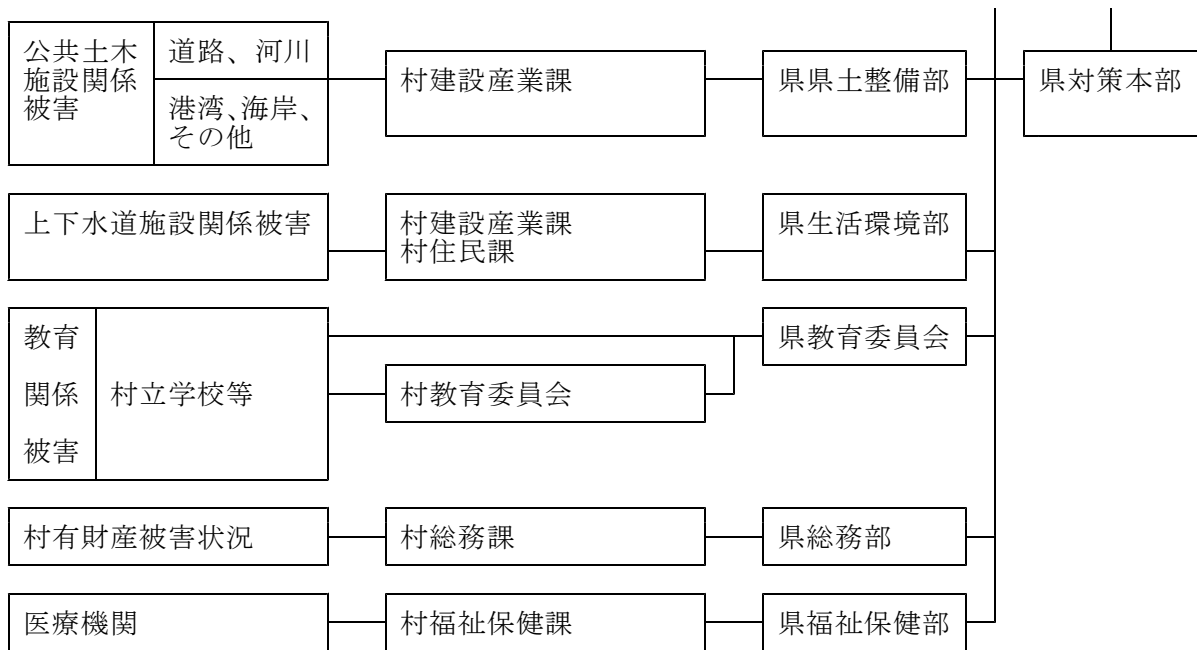 公共土木
施設関係
被害
道路、河川
港湾、海岸、
その他
村建設産業課
県県土整備部
県対策本部
上下水道施設関係被害
村建設産業課
村住民課
県生活環境部
教育
関係
被害
村立学校等
村教育委員会
県教育委員会
村有財産被害状況
村総務課
県総務部
医療機関
村福祉保健課
県福祉保健部